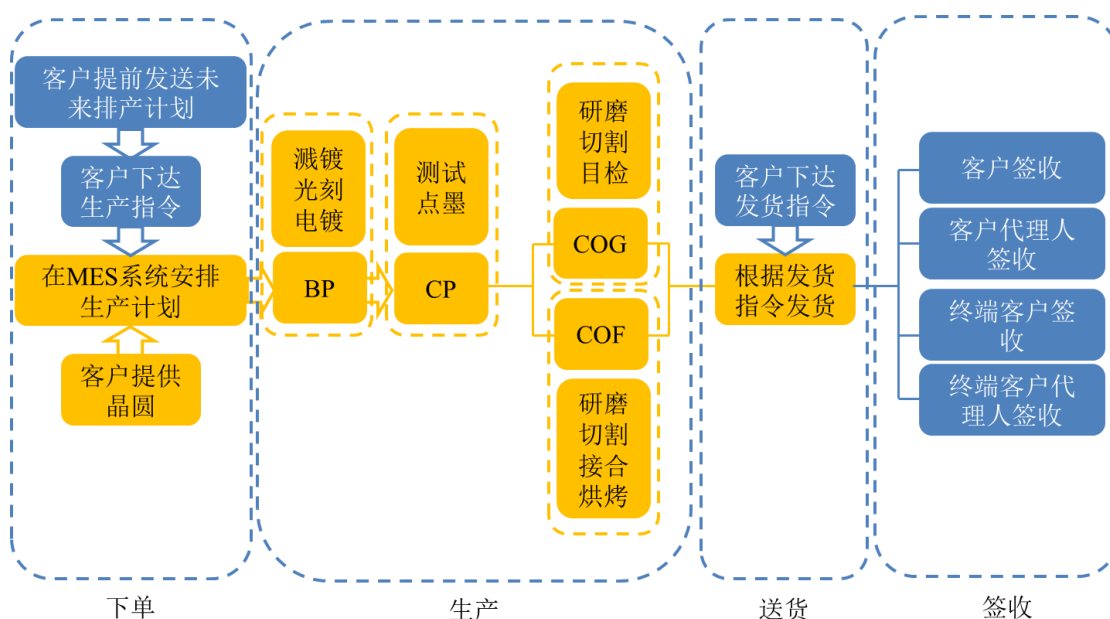 客户提前发送未
来排产计划
客户下达
生产指令
在MES系统安排
生产计划
客户提供
晶圆
溅镀
光刻
电镀
BP
测试
点墨
CP
研磨
切割
目检
COG
COF
研磨
切割
接合
烘烤
客户下达
发货指令
根据发货
指令发货
客户签收
客户代理人
签收
终端客户签
收
终端客户代
理人签收
下单
生产
送货
签收